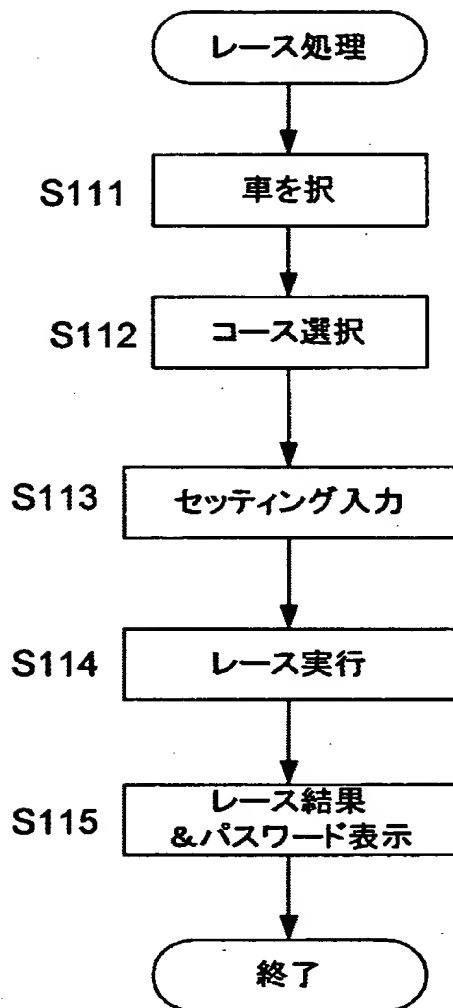 レース処理
S111
車を択
S112
コース選択
S113
セッティング入力
S114
レース実行
S115
レース結果
&パスワード表示
終了